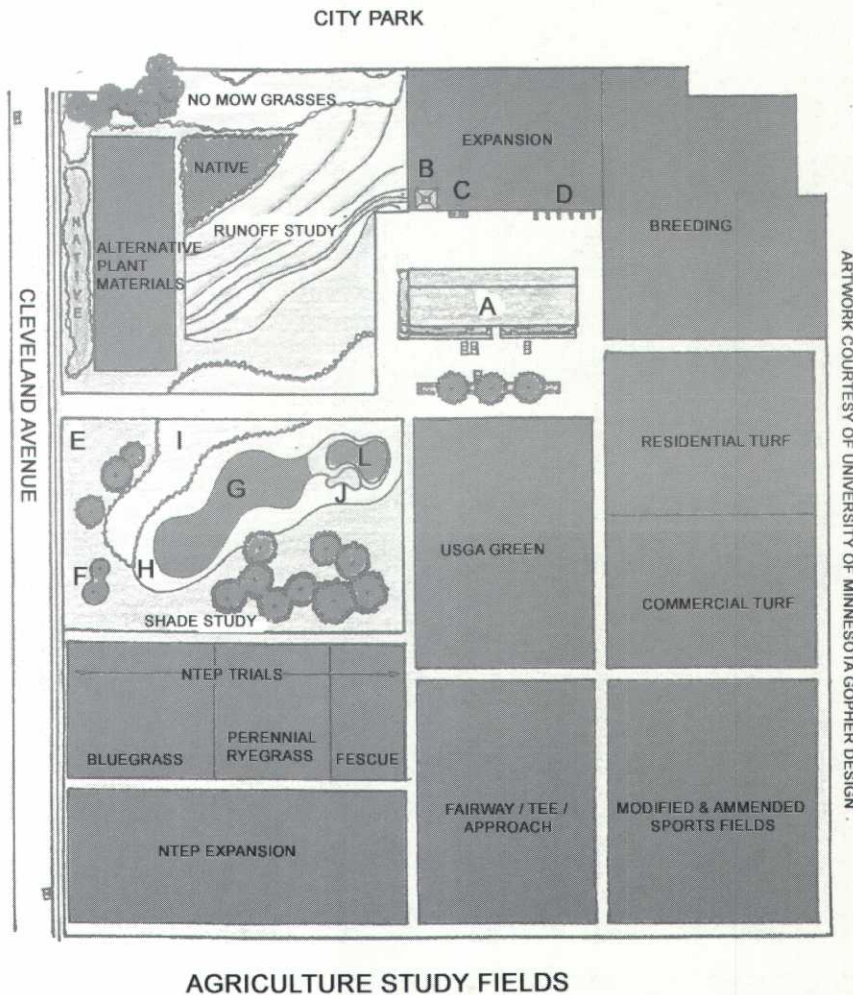 CITY PARK
NO MOW GRASSES
NATIVE
EXPANSION
B
C
D
BREEDING
RUNOFF STUDY
NATIVE
ALTERNATIVE
PLANT
MATERIALS
A
CLEVELAND AVENUE
ARTWORK COURTESY OF UNIVERSITY OF MINNESOTA GOPHER DESIGN
E
I
L
G
J
H
F
SHADE STUDY
RESIDENTIAL TURF
USGA GREEN
COMMERCIAL TURF
NTEP TRIALS
BLUEGRASS
PERENNIAL
RYEGRASS
FESCUE
NTEP EXPANSION
FAIRWAY / TEE /
APPROACH
MODIFIED & AMMENDED
SPORTS FIELDS
AGRICULTURE STUDY FIELDS